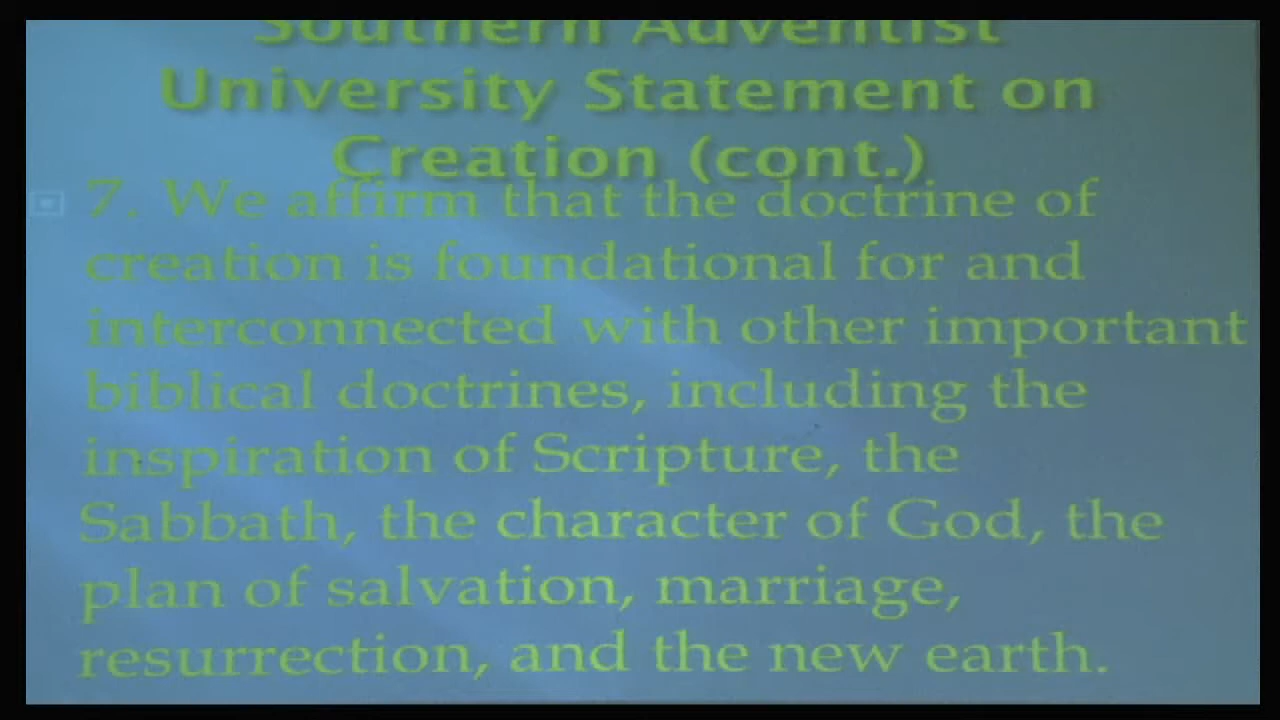 Southern Adventist
University Statement on
Creation (cont.)
7. We affirm that the doctrine of
creation is foundational for and
interconnected with other important
biblical doctrines, including the
inspiration of Scripture, the
Sabbath, the character of God, the
plan of salvation, marriage,
resurrection, and the new earth.